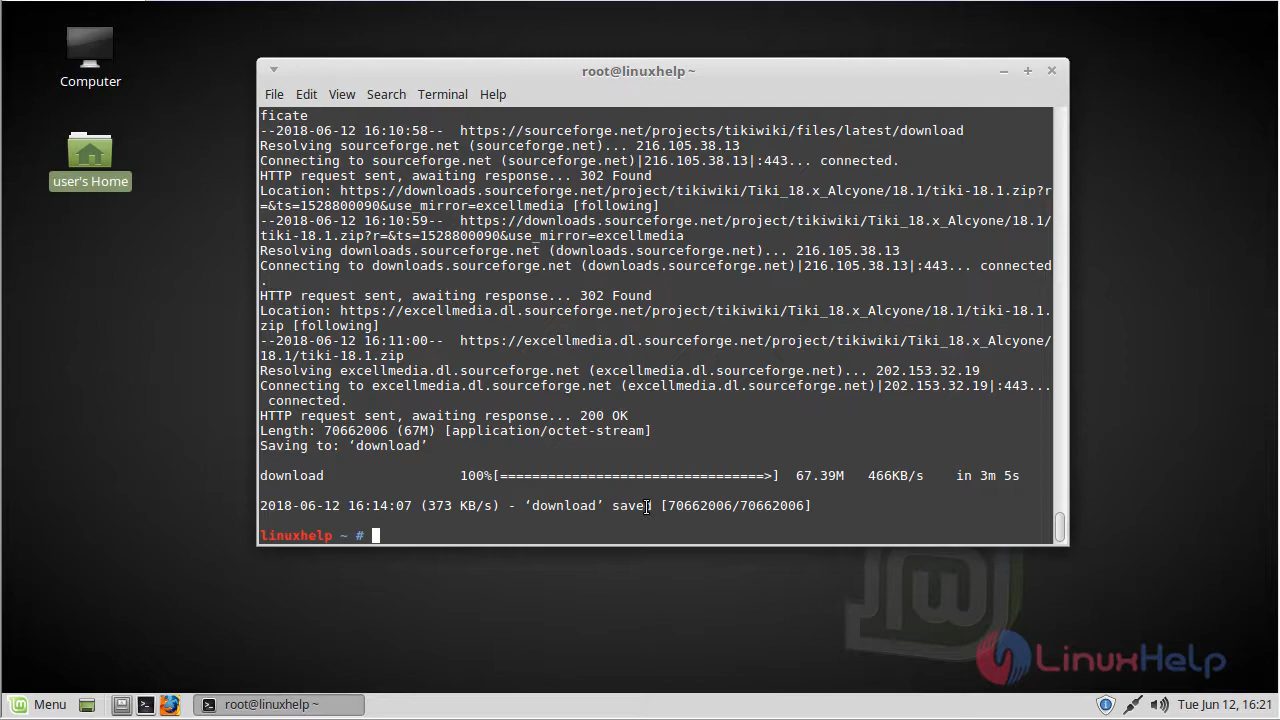 Computer
user's Home
root@linuxhelp ~
File Edit View Search Terminal Help
ficate
--2018-06-12 16:10:58-- https://sourceforge.net/projects/tikiwiki/files/latest/download
Resolving sourceforge.net (sourceforge.net)... 216.105.38.13
Connecting to sourceforge.net (sourceforge.net)|216.105.38.13|:443... connected.
HTTP request sent, awaiting response... 302 Found
Location: https://downloads.sourceforge.net/project/tikiwiki/Tiki_18.x_Alcyone/18.1/tiki-18.1.zip?r
=&ts=1528800090&use_mirror=excellmedia [following]
--2018-06-12 16:10:59-- https://downloads.sourceforge.net/project/tikiwiki/Tiki_18.x_Alcyone/18.1/
tiki-18.1.zip?r=&ts=1528800090&use_mirror=excellmedia
Resolving downloads.sourceforge.net (downloads.sourceforge.net)... 216.105.38.13
Connecting to downloads.sourceforge.net (downloads.sourceforge.net)|216.105.38.13|:443... connected
.
HTTP request sent, awaiting response... 302 Found
Location: https://excellmedia.dl.sourceforge.net/project/tikiwiki/Tiki_18.x_Alcyone/18.1/tiki-18.1.
zip [following]
--2018-06-12 16:11:00-- https://excellmedia.dl.sourceforge.net/project/tikiwiki/Tiki_18.x_Alcyone/
18.1/tiki-18.1.zip
Resolving excellmedia.dl.sourceforge.net (excellmedia.dl.sourceforge.net)... 202.153.32.19
Connecting to excellmedia.dl.sourceforge.net (excellmedia.dl.sourceforge.net)|202.153.32.19|:443...
connected.
HTTP request sent, awaiting response... 200 OK
Length: 70662006 (67M) [application/octet-stream]
Saving to: ‘download’
download 100%[=================================>] 67.39M 466KB/s in 3m 5s
2018-06-12 16:14:07 (373 KB/s) - ‘download’ saved [70662006/70662006]
linuxhelp ~ #
LinuxHelp
Menu
root@linuxhelp ~
Tue Jun 12, 16:21